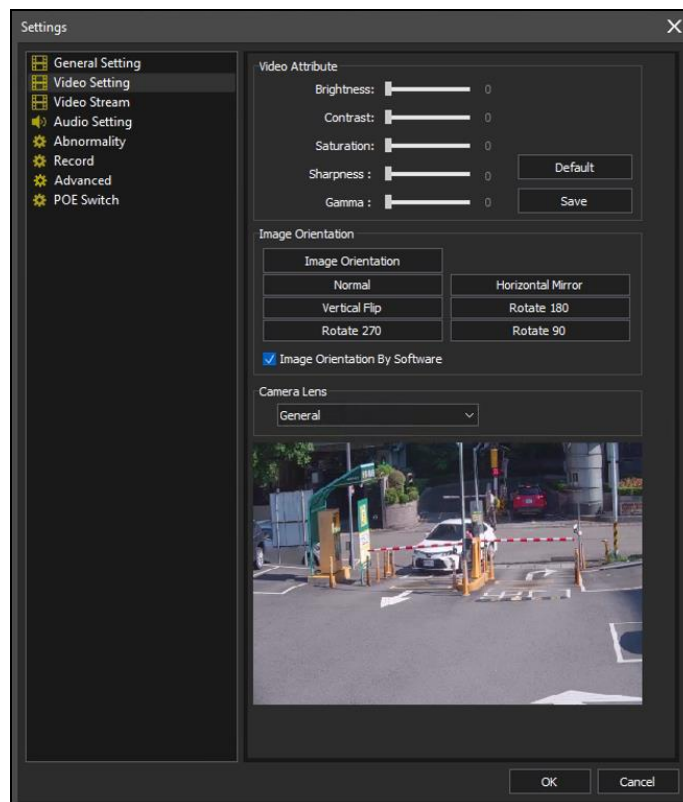 Settings
General Setting
Video Setting
Video Stream
Audio Setting
Abnormality
Record
Advanced
POE Switch
Video Attribute
Brightness: 0
Contrast: 0
Saturation: 0
Sharpness : 0
Default
Gamma : 0
Save
Image Orientation
Image Orientation
Normal
Horizontal Mirror
Vertical Flip
Rotate 180
Rotate 270
Rotate 90
Image Orientation By Software
Camera Lens
General
OK
Cancel